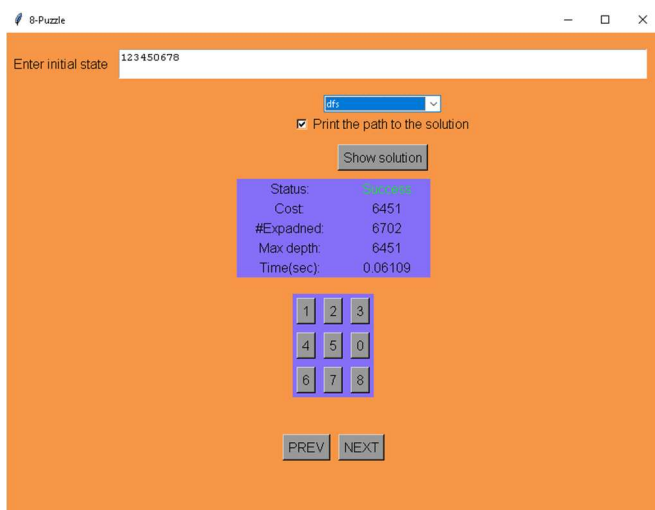 8-Puzzle
Enter initial state 123450678
dfs
Print the path to the solution
Show solution
Status: Success
Cost: 6451
#Expadned: 6702
Max depth: 6451
Time(sec): 0.06109
1 2 3
4 5 0
6 7 8
PREV NEXT